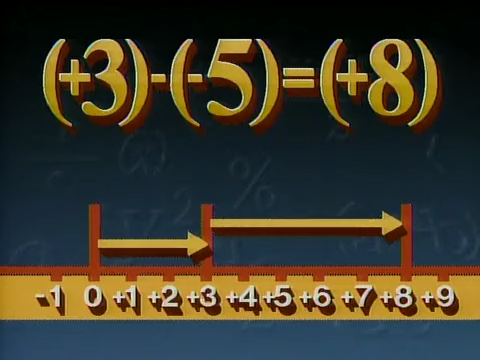 (+3)-(-5)=(+8)
-1 0 +1 +2 +3 +4 +5 +6 +7 +8 +9